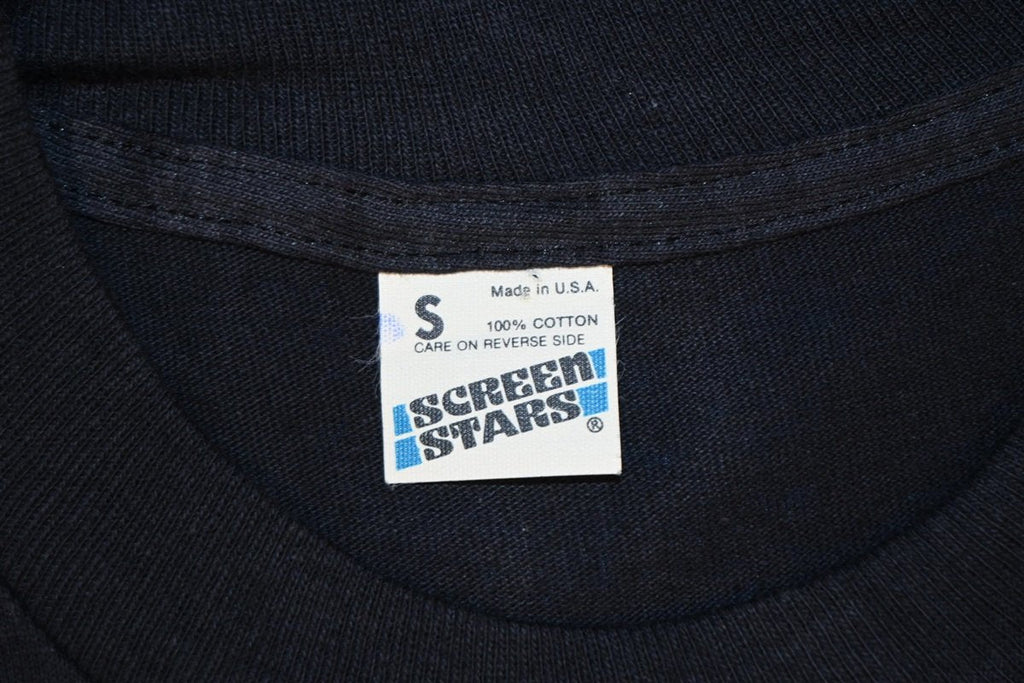 S
Made in U.S.A.
100% COTTON
CARE ON REVERSE SIDE
SCREEN
STARS®